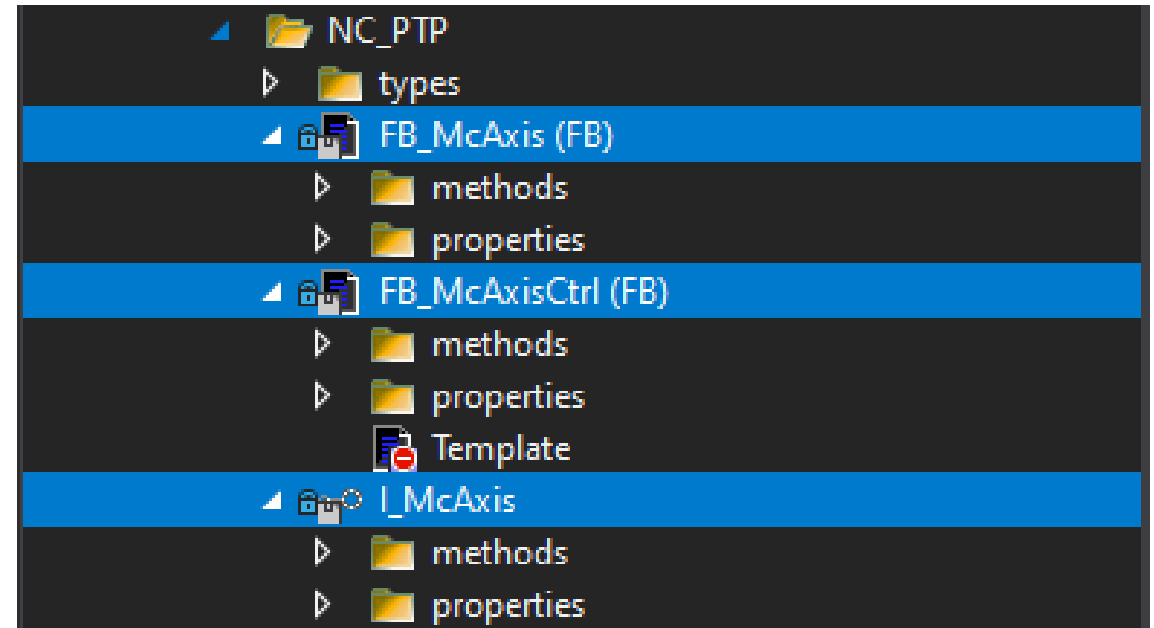 NC_PTP
types
FB_McAxis (FB)
methods
properties
FB_McAxisCtrl (FB)
methods
properties
Template
I_McAxis
methods
properties